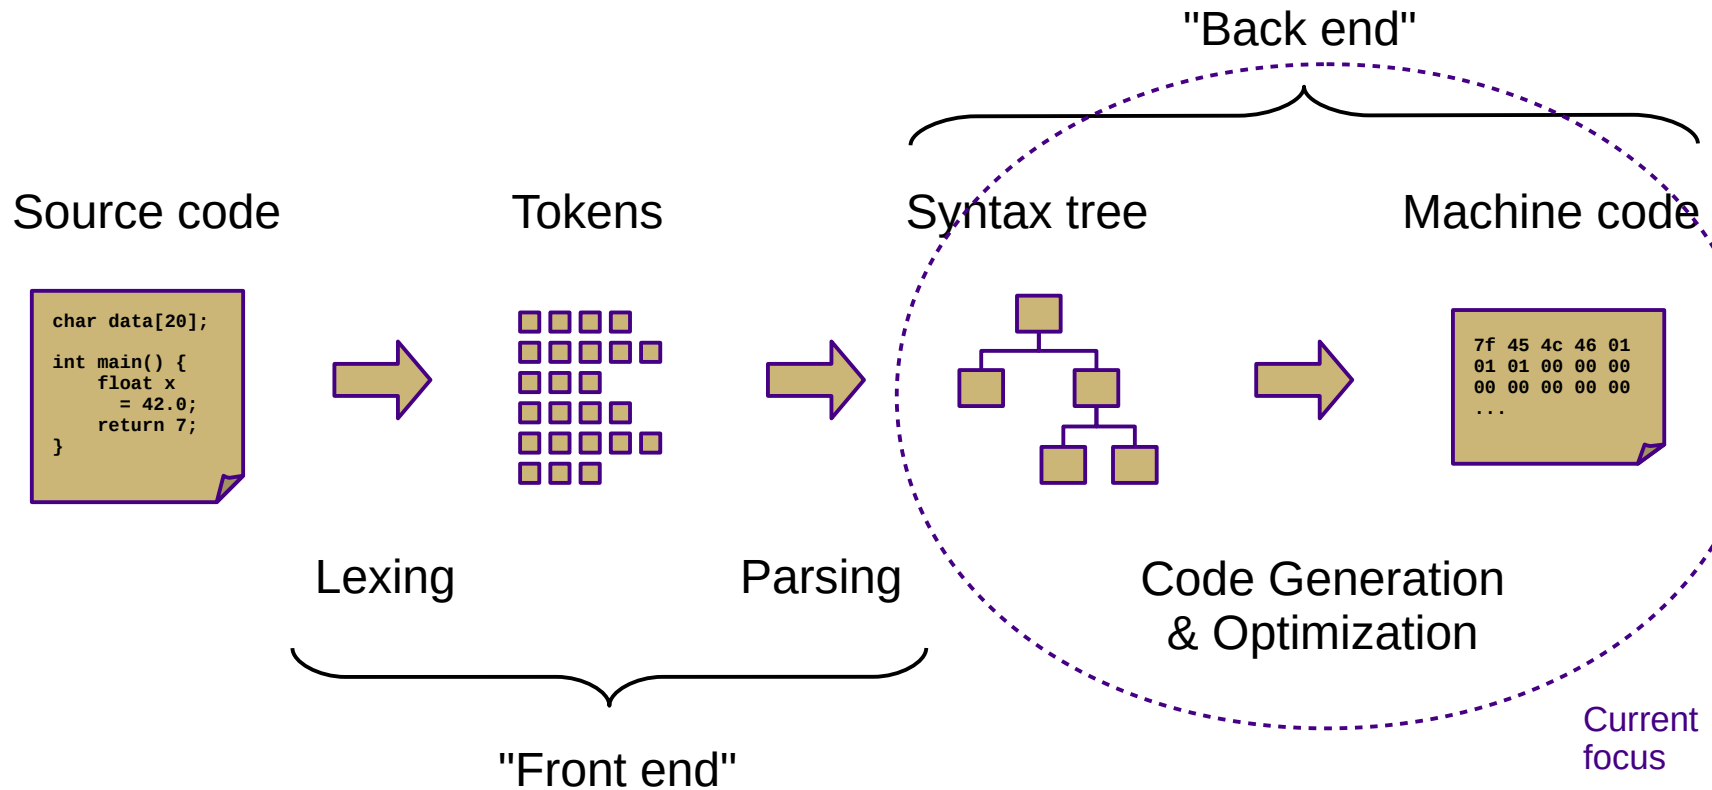 "Back end"
Source code
Tokens
Syntax tree
Machine code
char data[20];
int main() {
float x
= 42.0;
return 7;
}
7f 45 4c 46 01
01 01 00 00 00
00 00 00 00 00
...
Lexing
Parsing
Code Generation
& Optimization
"Front end"
Current
focus